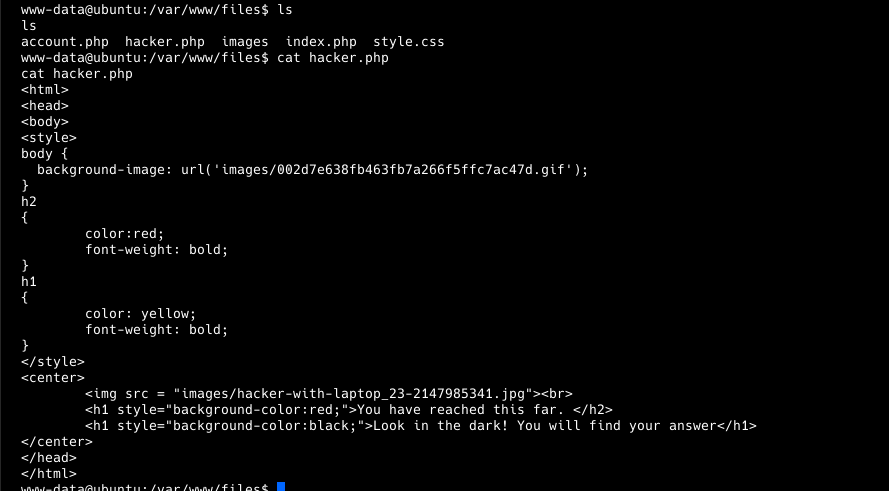 www-data@ubuntu:/var/www/files$ ls
ls
account.php  hacker.php  images  index.php  style.css
www-data@ubuntu:/var/www/files$ cat hacker.php
cat hacker.php
<html>
<head>
<body>
<style>
body {
  background-image: url('images/002d7e638fb463fb7a266f5ffc7ac47d.gif');
}
h2
{
        color:red;
        font-weight: bold;
}
h1
{
        color: yellow;
        font-weight: bold;
}
</style>
<center>
        <img src = "images/hacker-with-laptop_23-2147985341.jpg"><br>
        <h1 style="background-color:red;">You have reached this far. </h2>
        <h1 style="background-color:black;">Look in the dark! You will find your answer</h1>
</center>
</head>
</html>
www-data@ubuntu:/var/www/files$